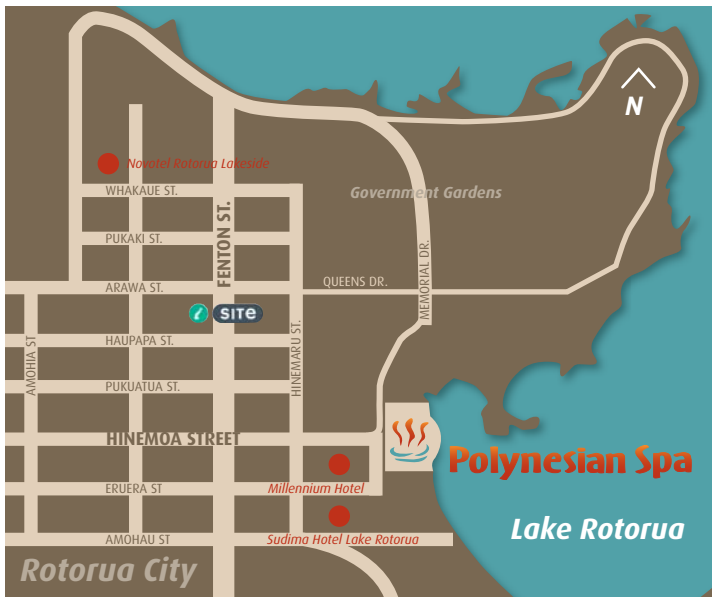 N
Novotel Rotorua Lakeside
WHAKAUE ST.
Government Gardens
FENTON ST.
PUKAKI ST.
MEMORIAL DR.
QUEENS DR.
ARAWA ST.
i SITe
HINEMARU ST.
AMOHIA ST
HAUPAPA ST.
PUKUATUA ST.
HINEMOA STREET
Polynesian Spa
ERUERA ST
Millennium Hotel
Lake Rotorua
AMOHAU ST
Sudima Hotel Lake Rotorua
Rotorua City